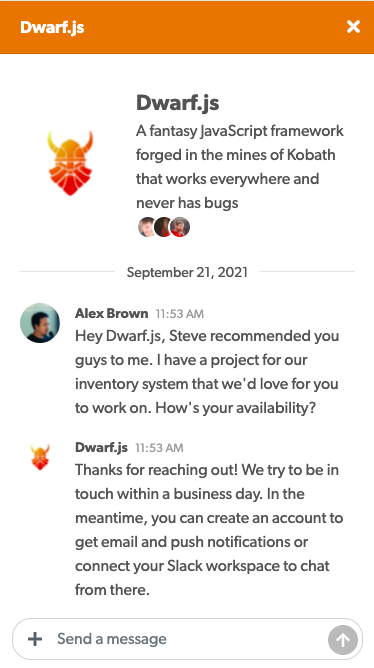 Dwarf.js
Dwarf.js
A fantasy JavaScript framework
forged in the mines of Kobath
that works everywhere and
never has bugs
September 21, 2021
Alex Brown 11:53 AM
Hey Dwarf.js, Steve recommended you
guys to me. I have a project for our
inventory system that we'd love for you
to work on. How's your availability?
Dwarf.js 11:53 AM
Thanks for reaching out! We try to be in
touch within a business day. In the
meantime, you can create an account to
get email and push notifications or
connect your Slack workspace to chat
from there.
Send a message